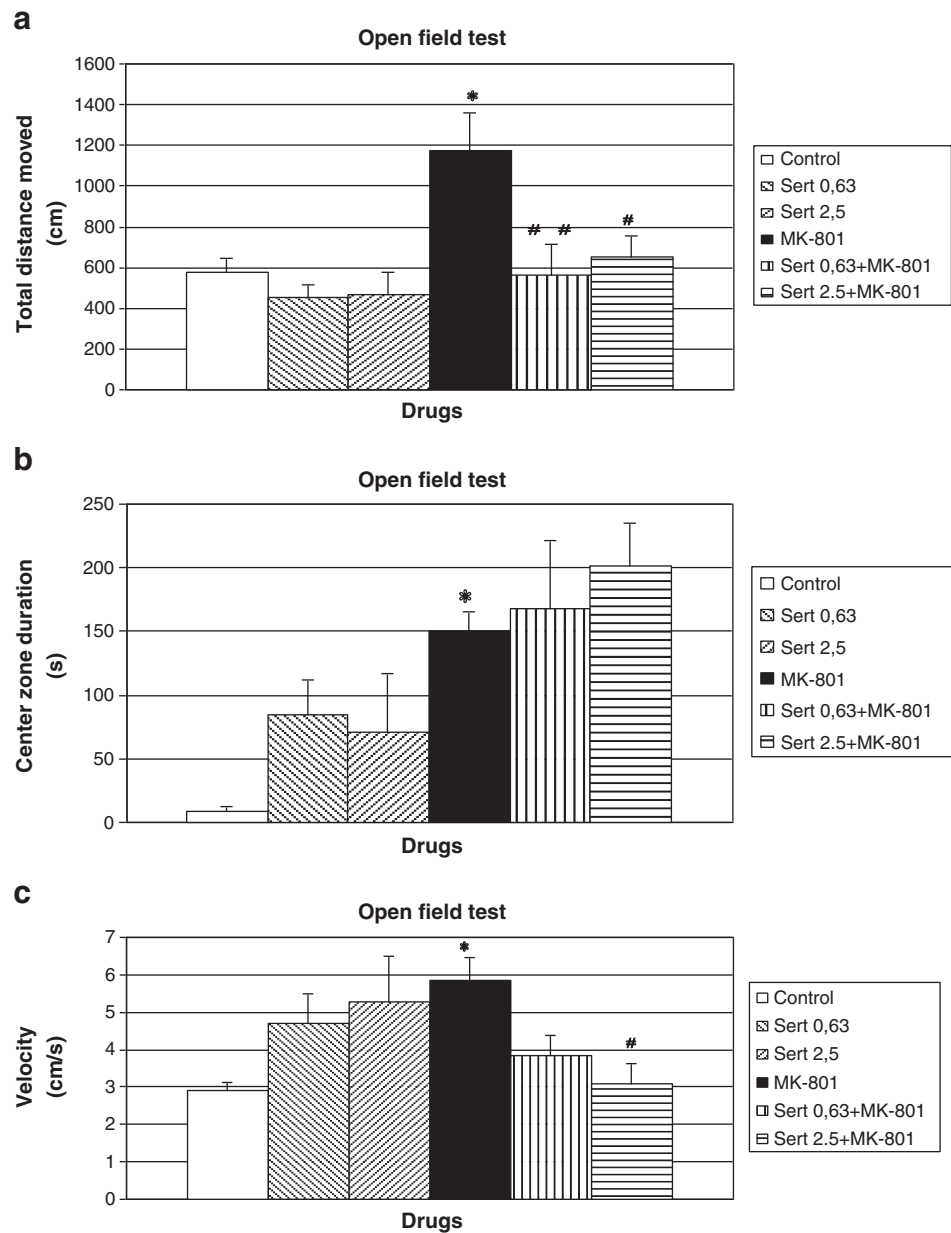 a
Open field test
1600
1400
1200
1000
800
600
400
200
0
Total distance moved
(cm)
*
# #
#
Drugs
Control
Sert 0,63
Sert 2,5
MK-801
Sert 0,63+MK-801
Sert 2.5+MK-801
b
Open field test
250
200
150
100
50
0
Center zone duration
(s)
*
Drugs
Control
Sert 0,63
Sert 2,5
MK-801
Sert 0,63+MK-801
Sert 2.5+MK-801
c
Open field test
7
6
5
4
3
2
1
0
Velocity
(cm/s)
*
#
Drugs
Control
Sert 0,63
Sert 2,5
MK-801
Sert 0,63+MK-801
Sert 2.5+MK-801